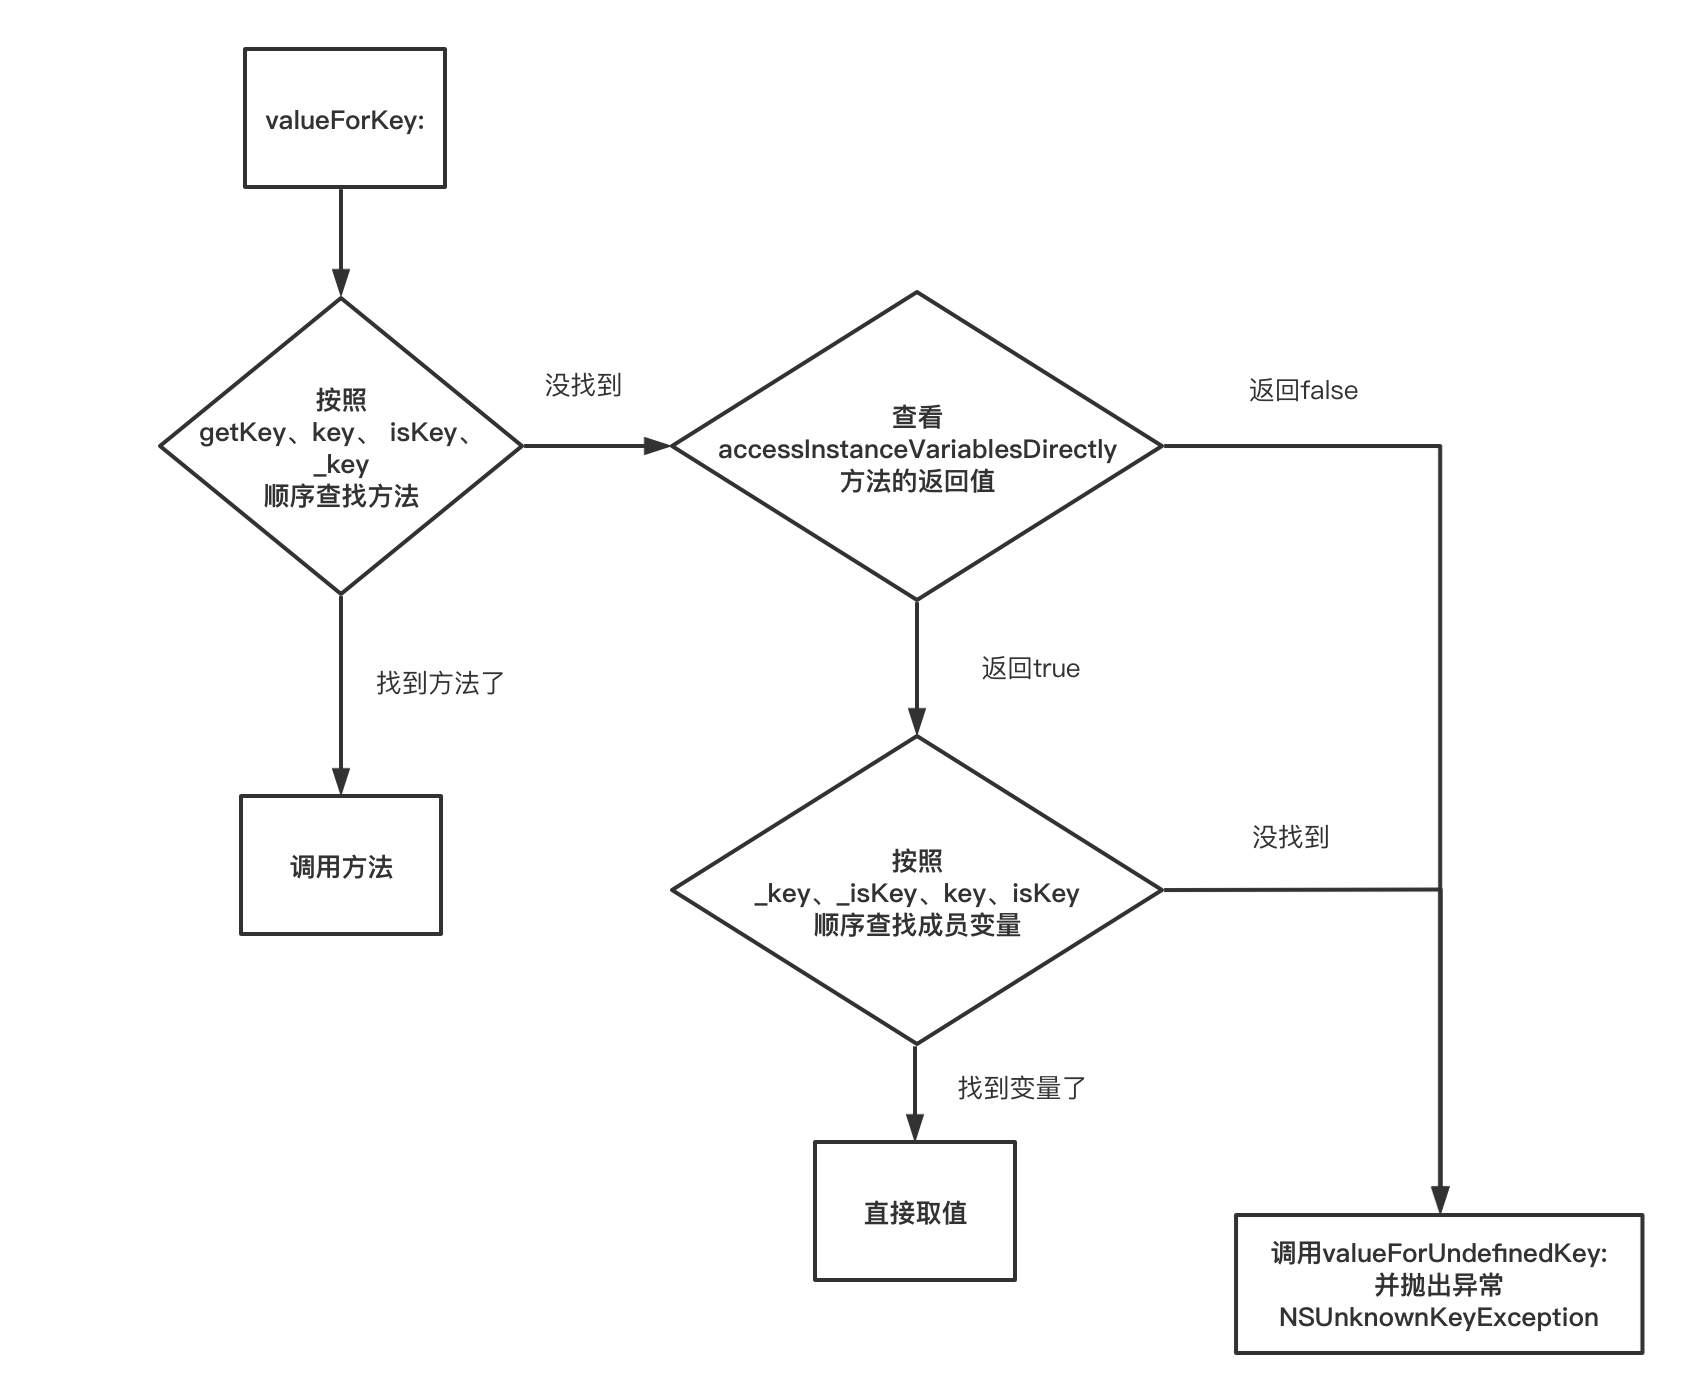 valueForKey:
按照
getKey、key、 isKey、
_key
顺序查找方法
没找到
查看
accessInstanceVariablesDirectly
方法的返回值
返回false
找到方法了
返回true
调用方法
按照
_key、_isKey、key、isKey
顺序查找成员变量
没找到
找到变量了
直接取值
调用valueForUndefinedKey:
并抛出异常
NSUnknownKeyException